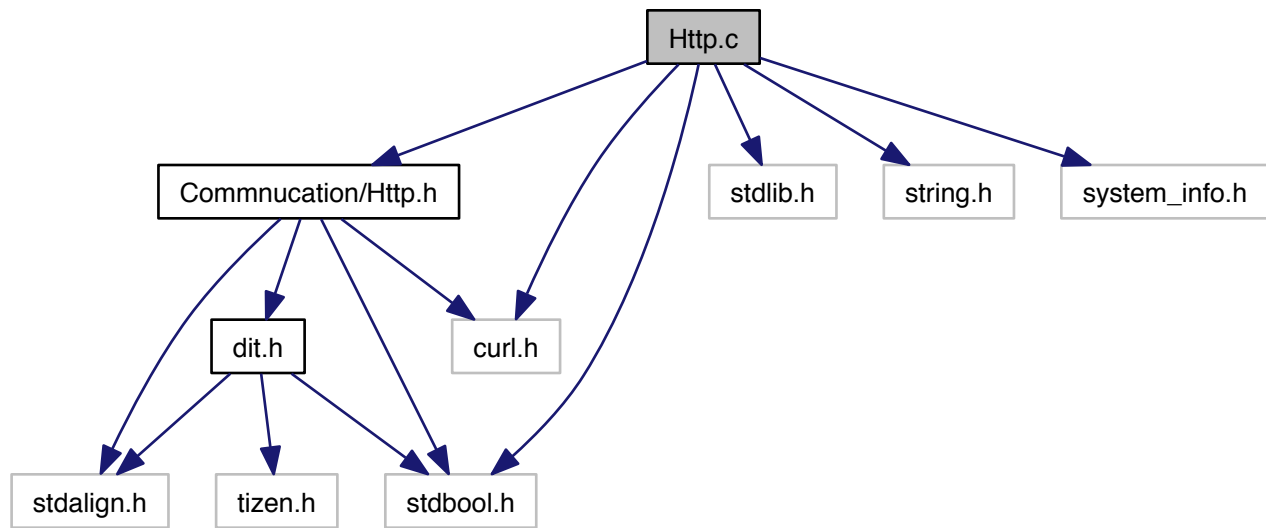 Http.c
Commnucation/Http.h
stdlib.h
string.h
system_info.h
dit.h
curl.h
stdalign.h
tizen.h
stdbool.h